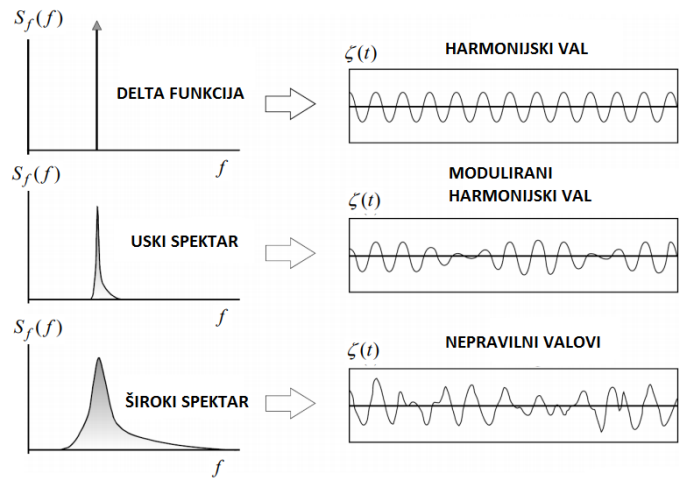 S_f(f)
DELTA FUNKCIJA
f
ζ(t)
HARMONIJSKI VAL
S_f(f)
USKI SPEKTAR
f
ζ(t)
MODULIRANI
HARMONIJSKI VAL
S_f(f)
ŠIROKI SPEKTAR
f
ζ(t)
NEPRAVILNI VALOVI